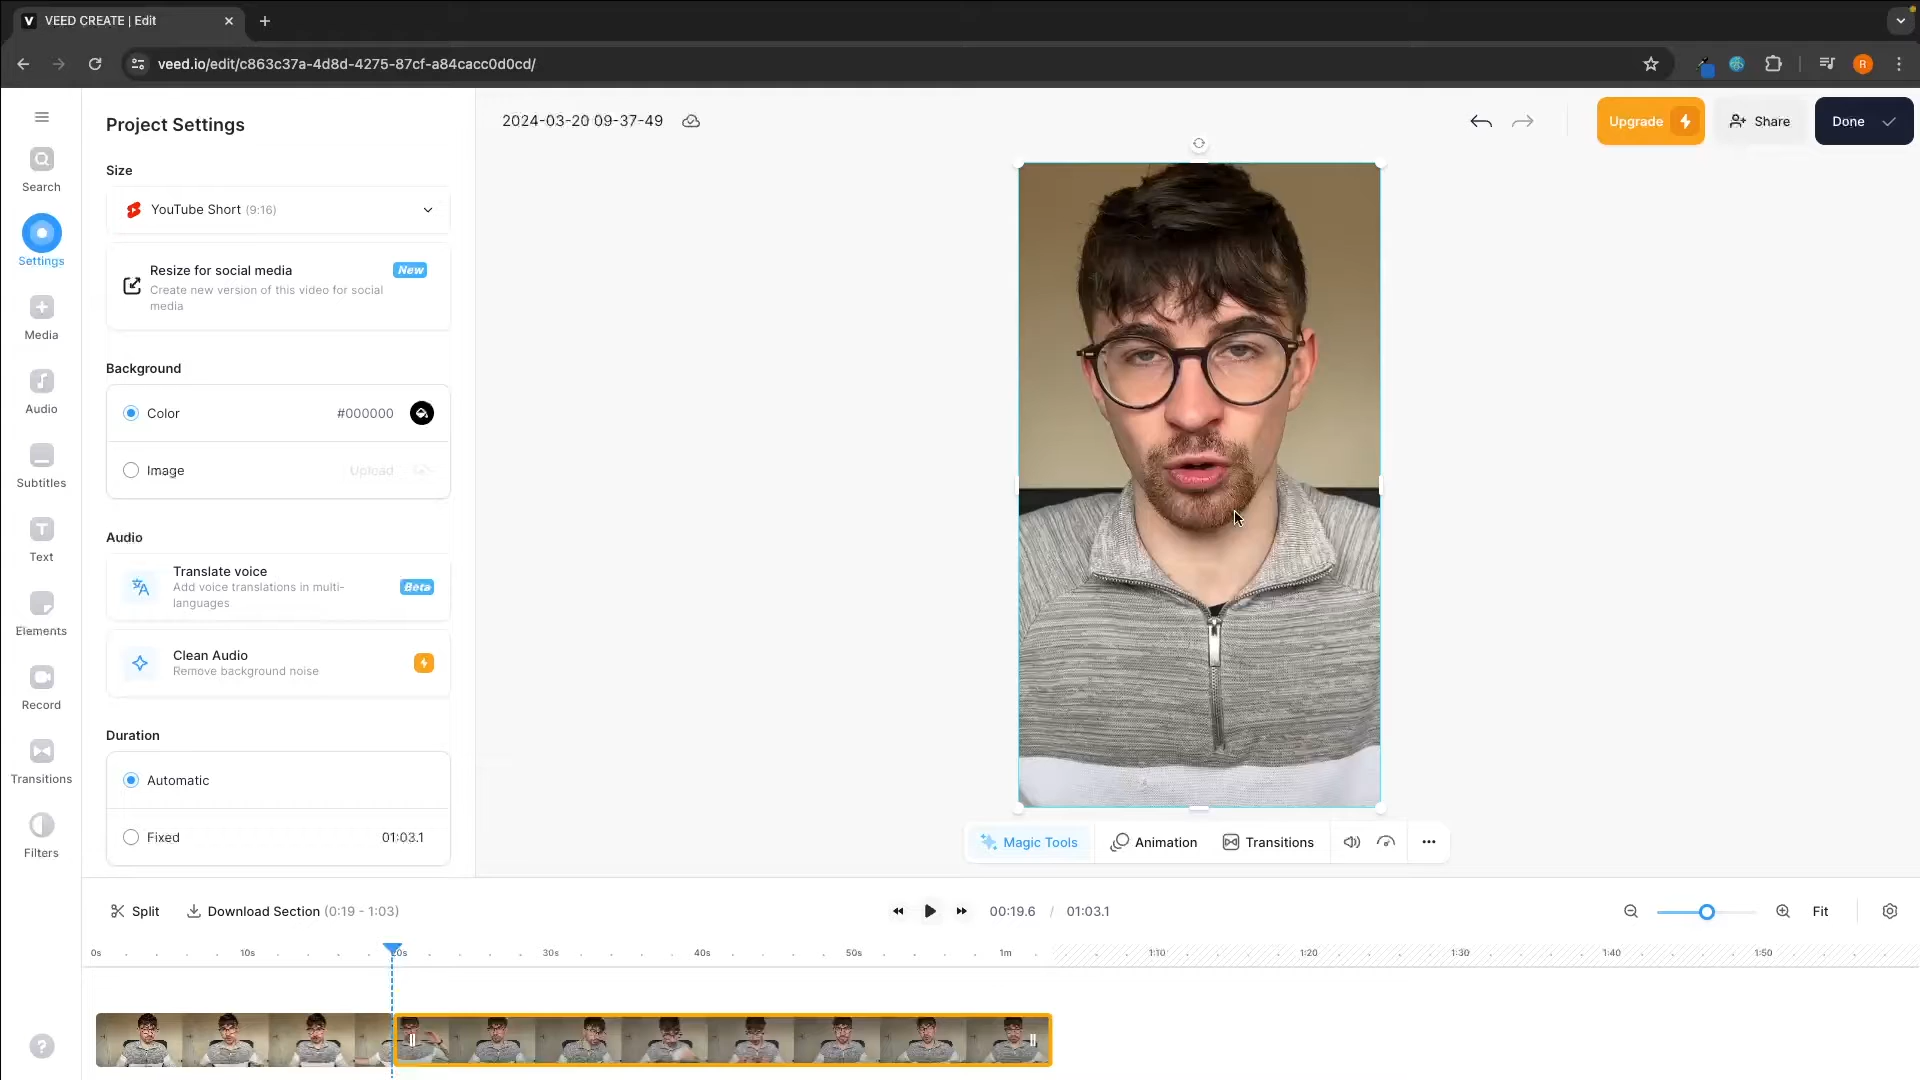 VEED CREATE | Edit
veed.io/edit/c863c37a-4d8d-4275-87cf-a84cacc0d0cd/
R
Project Settings
2024-03-20 09-37-49
Upgrade
Share
Done
Search
Settings
Media
Audio
Subtitles
Text
Elements
Record
Transitions
Filters
Size
YouTube Short (9:16)
Resize for social media
New
Create new version of this video for social
media
Background
Color
#000000
Image
Upload
Audio
Translate voice
Add voice translations in multi-
languages
Beta
Clean Audio
Remove background noise
Duration
Automatic
Fixed
01:03.1
Magic Tools
Animation
Transitions
Split
Download Section (0:19 - 1:03)
00:19.6 / 01:03.1
Fit
0s 10s 20s 30s 40s 50s 1m 1:10 1:20 1:30 1:40 1:50